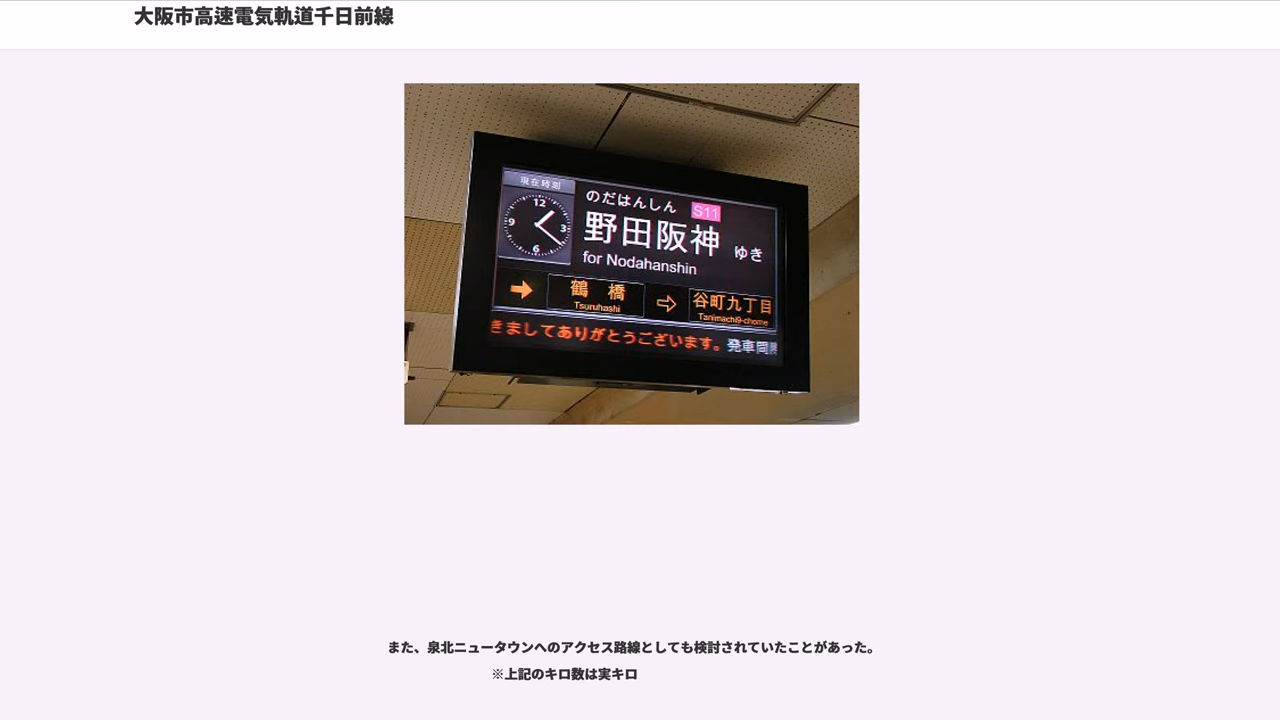 大阪市高速電気軌道千日前線
現在時刻
12
9 3
6
のだはんしん S11
野田阪神 ゆき
for Nodahanshin
鶴橋 谷町九丁目
Tsuruhashi Tanimachi9-chome
きましてありがとうございます。発車同
また、泉北ニュータウンへのアクセス路線としても検討されていたことがあった。
※上記のキロ数は実キロ